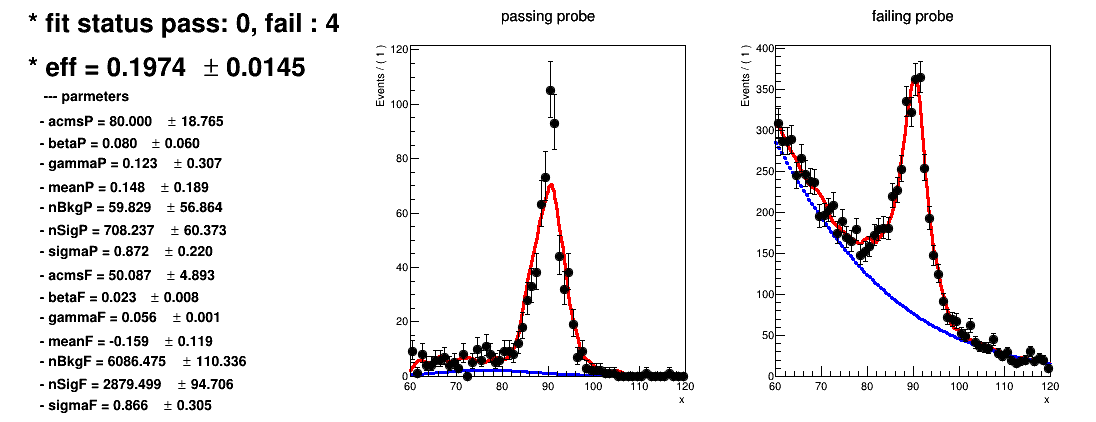 * fit status pass: 0, fail : 4
* eff = 0.1974 ± 0.0145
--- parmeters
- acmsP = 80.000 ± 18.765
- betaP = 0.080 ± 0.060
- gammaP = 0.123 ± 0.307
- meanP = 0.148 ± 0.189
- nBkgP = 59.829 ± 56.864
- nSigP = 708.237 ± 60.373
- sigmaP = 0.872 ± 0.220
- acmsF = 50.087 ± 4.893
- betaF = 0.023 ± 0.008
- gammaF = 0.056 ± 0.001
- meanF = -0.159 ± 0.119
- nBkgF = 6086.475 ± 110.336
- nSigF = 2879.499 ± 94.706
- sigmaF = 0.866 ± 0.305
passing probe
Events / ( 1 )
120
100
80
60
40
20
0
60 70 80 90 100 110 120
x
failing probe
Events / ( 1 )
400
350
300
250
200
150
100
50
0
60 70 80 90 100 110 120
x